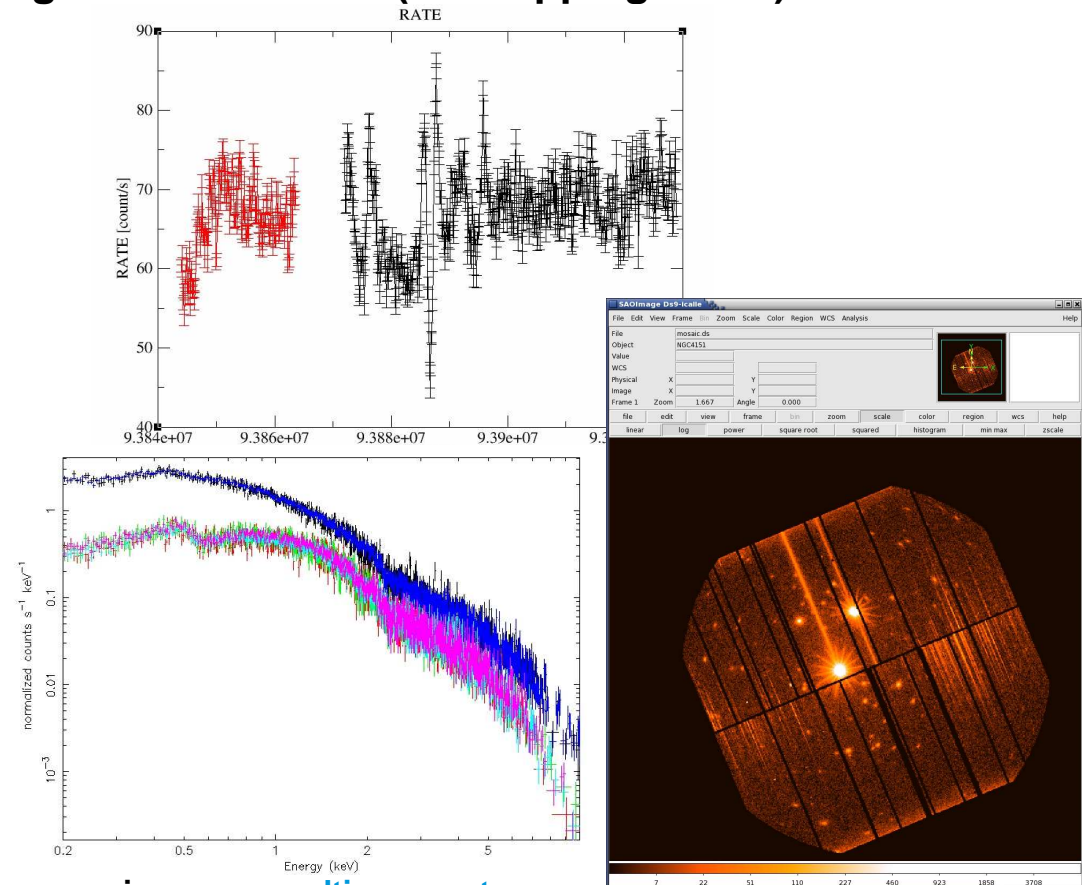 RATE
90
80
70
60
50
40
RATE [count/s]
9.384e+07 9.386e+07 9.388e+07 9.39e+07
1
0.1
0.01
10⁻³
normalized counts s⁻¹ keV⁻¹
0.2 0.5 1 2 5
Energy (keV)
SAOImage Ds9-icalle
File Edit View Frame Bin Zoom Scale Color Region WCS Analysis Help
File mosaic.ds
Object NGC4151
Value
WCS
Physical X Y
Image X Y
Frame 1 Zoom 1.667 Angle 0.000
file edit view frame bin zoom scale color region wcs help
linear log power square root squared histogram min max zscale
7 22 51 110 227 460 923 1858 3708